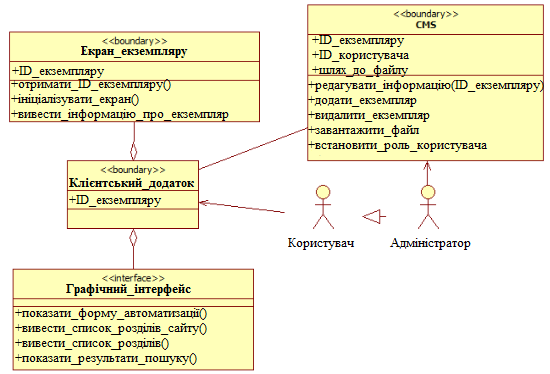 <<boundary>>
Екран_екземпляру
+ID_екземпляру
+отримати_ID_екземпляру()
+ініціалізувати_екран()
+вивести_інформацію_про_екземпляр
<<boundary>>
CMS
+ID_екземпляру
+ID_користувача
+шлях_до_файлу
+редагувати_інформацію(ID_екземпляру)
+додати_екземпляр
+видалити_екземпляр
+завантажити_файл
+встановити_роль_користувача
<<boundary>>
Клієнтський_додаток
+ID_екземпляру
Користувач
Адміністратор
<<interface>>
Графічний_інтерфейс
+показати_форму_автоматизації()
+вивести_список_розділів_сайту()
+вивести_список_розділів()
+показати_результати_пошуку()